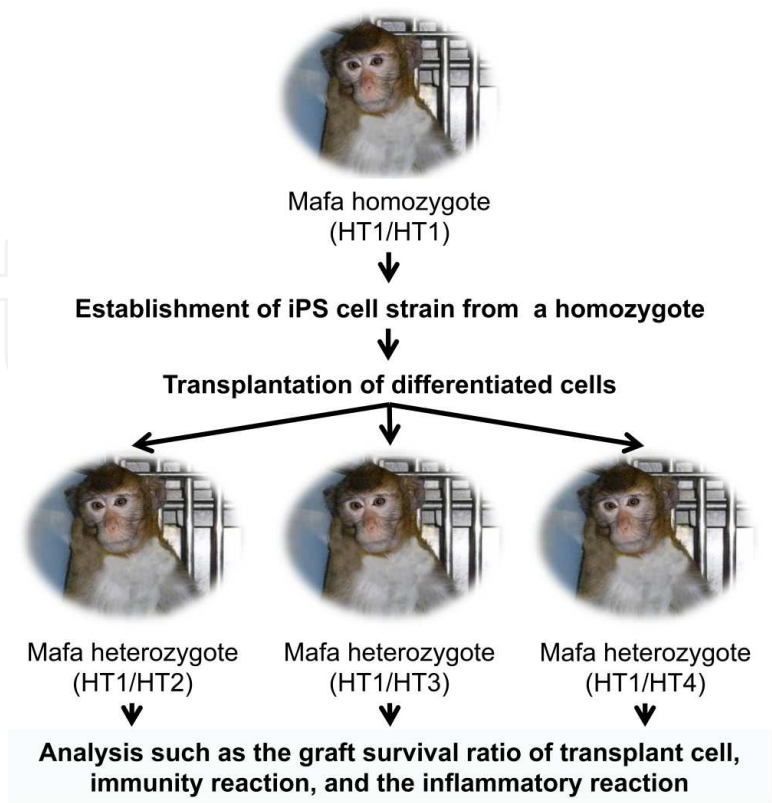 Mafa homozygote
(HT1/HT1)
Establishment of iPS cell strain from a homozygote
Transplantation of differentiated cells
Mafa heterozygote
(HT1/HT2)
Mafa heterozygote
(HT1/HT3)
Mafa heterozygote
(HT1/HT4)
Analysis such as the graft survival ratio of transplant cell,
immunity reaction, and the inflammatory reaction